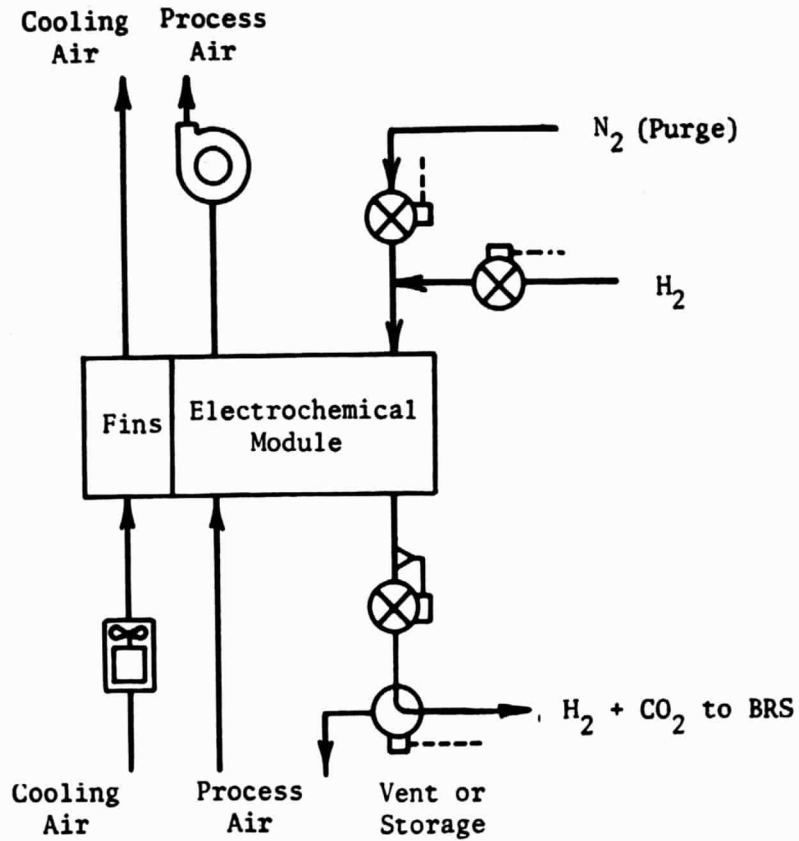 Cooling
Air
Process
Air
N2 (Purge)
H2
Fins
Electrochemical
Module
H2 + CO2 to BRS
Cooling
Air
Process
Air
Vent or
Storage